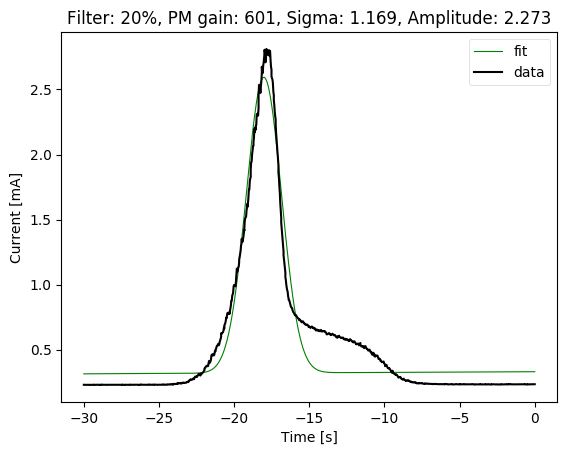 Filter: 20%, PM gain: 601, Sigma: 1.169, Amplitude: 2.273
fit
data
2.5
2.0
1.5
1.0
0.5
Current [mA]
−30
−25
−20
−15
−10
−5
0
Time [s]